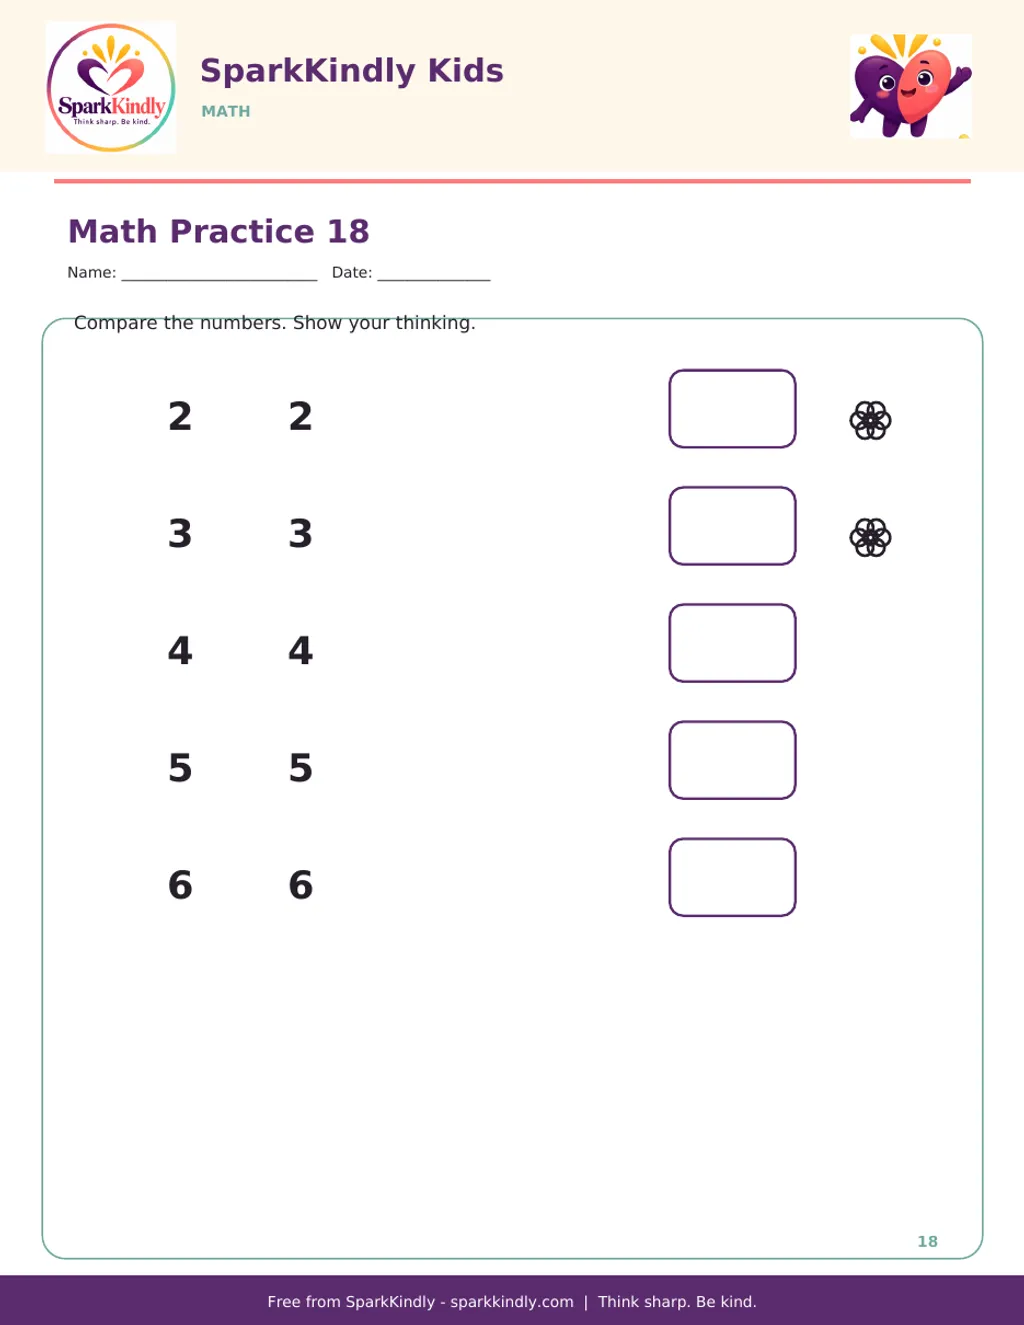 SparkKindly
Think sharp. Be kind.
SparkKindly Kids
MATH
Math Practice 18
Name: __________________________ Date: _______________
Compare the numbers. Show your thinking.
2 2
3 3
4 4
5 5
6 6
18
Free from SparkKindly - sparkkindly.com | Think sharp. Be kind.